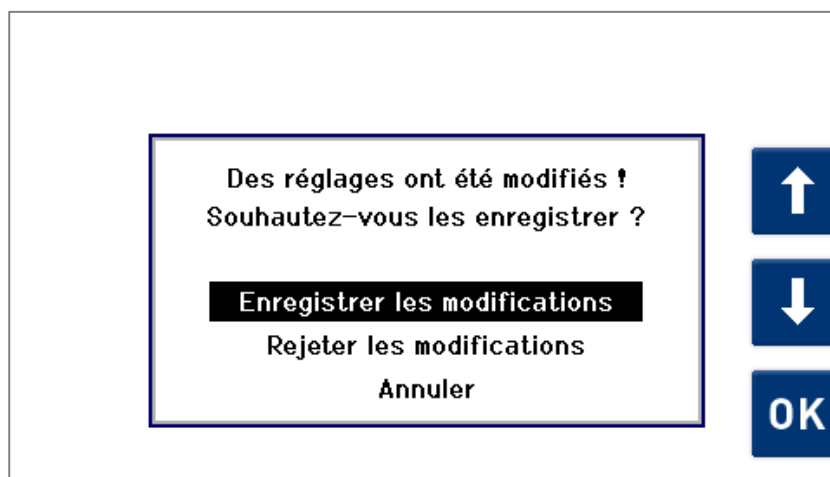 Des réglages ont été modifiés !
Souhautez-vous les enregistrer ?
Enregistrer les modifications
Rejeter les modifications
Annuler
OK